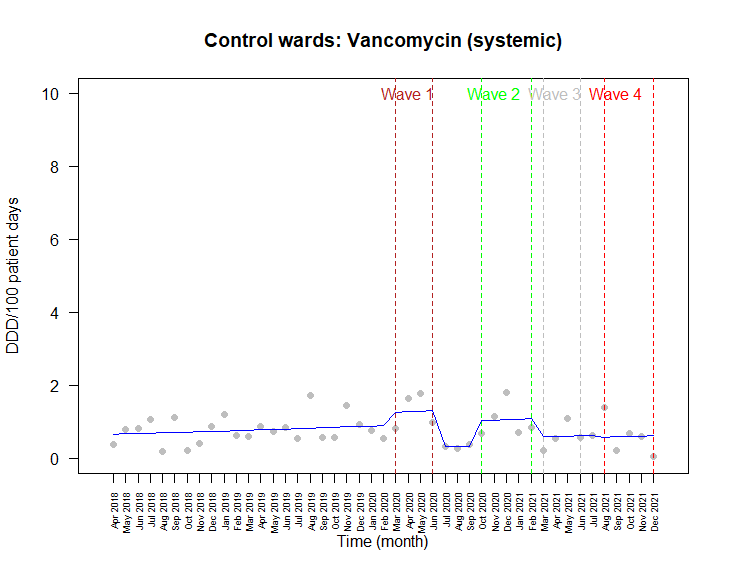 Control wards: Vancomycin (systemic)
Wave 1 Wave 2 Wave 3 Wave 4
10
8
6
4
2
0
DDD/100 patient days
Apr 2018
May 2018
Jun 2018
Jul 2018
Aug 2018
Sep 2018
Oct 2018
Nov 2018
Dec 2018
Jan 2019
Feb 2019
Mar 2019
Apr 2019
May 2019
Jun 2019
Jul 2019
Aug 2019
Sep 2019
Oct 2019
Nov 2019
Dec 2019
Jan 2020
Feb 2020
Mar 2020
Apr 2020
May 2020
Jun 2020
Jul 2020
Aug 2020
Sep 2020
Oct 2020
Nov 2020
Dec 2020
Jan 2021
Feb 2021
Mar 2021
Apr 2021
May 2021
Jun 2021
Jul 2021
Aug 2021
Sep 2021
Oct 2021
Nov 2021
Dec 2021
Time (month)